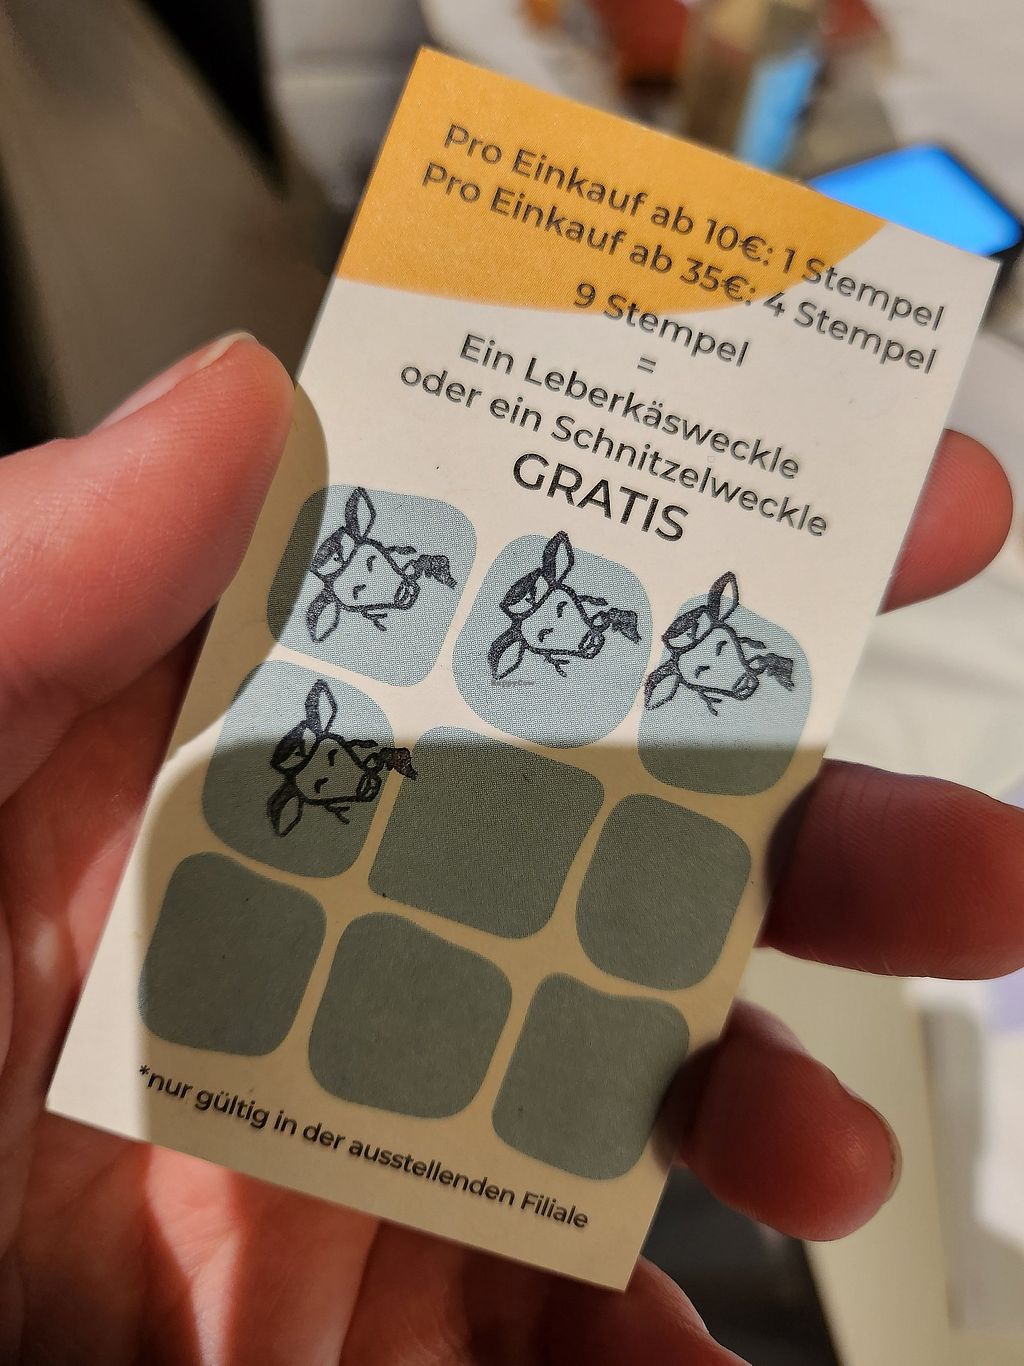 Pro Einkauf ab 10€: 1 Stempel
Pro Einkauf ab 35€: 4 Stempel
9 Stempel
=
Ein Leberkäsweckle
oder ein Schnitzelweckle
GRATIS
*nur gültig in der ausstellenden Filiale